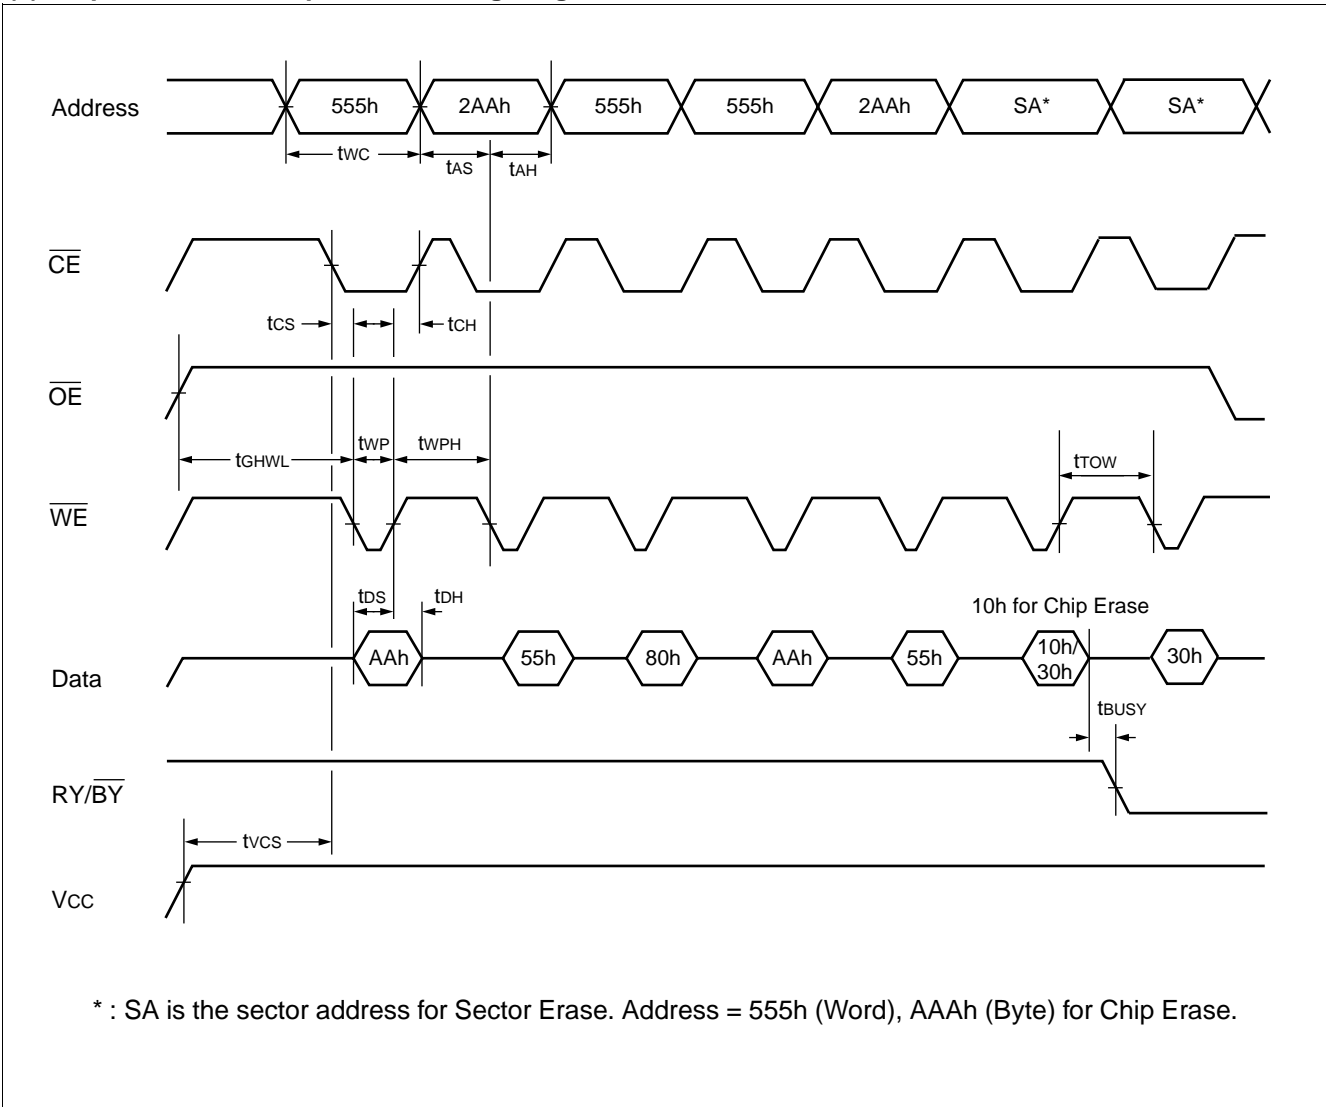 Address
555h 2AAh 555h 555h 2AAh SA* SA*
tWC tAS tAH
CE
tCS tCH
OE
tGHWL tWP tWPH tTOW
WE
tDS tDH
10h for Chip Erase
Data
AAh 55h 80h AAh 55h 10h/ 30h 30h
tBUSY
RY/BY
tVCS
VCC
* : SA is the sector address for Sector Erase. Address = 555h (Word), AAAh (Byte) for Chip Erase.